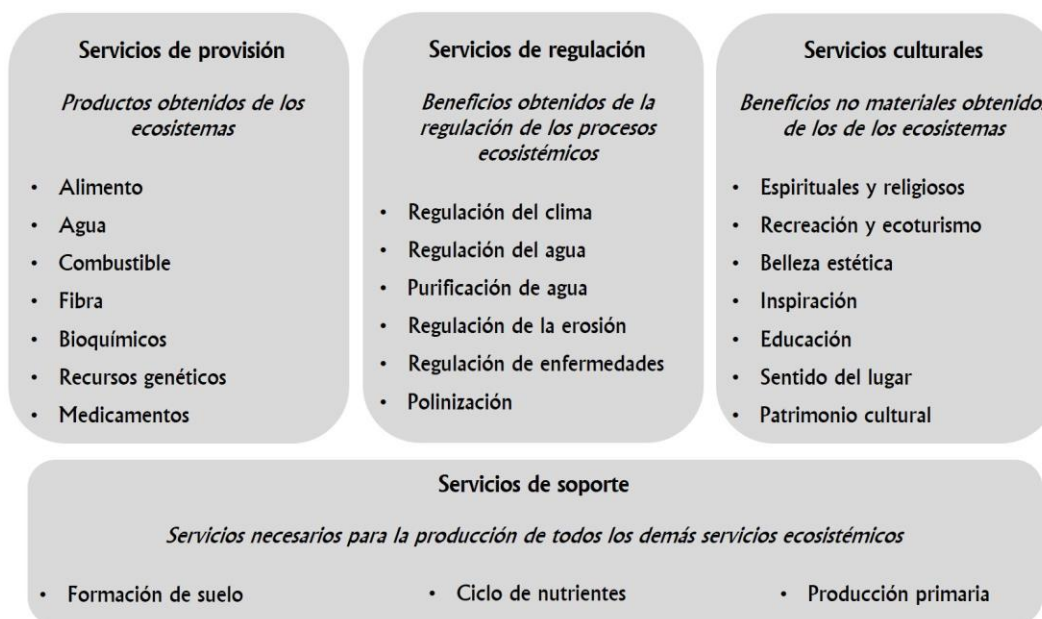 Servicios de provisión
Productos obtenidos de los
ecosistemas
• Alimento
• Agua
• Combustible
• Fibra
• Bioquímicos
• Recursos genéticos
• Medicamentos
Servicios de regulación
Beneficios obtenidos de la
regulación de los procesos
ecosistémicos
• Regulación del clima
• Regulación del agua
• Purificación de agua
• Regulación de la erosión
• Regulación de enfermedades
• Polinización
Servicios culturales
Beneficios no materiales obtenidos
de los de los ecosistemas
• Espirituales y religiosos
• Recreación y ecoturismo
• Belleza estética
• Inspiración
• Educación
• Sentido del lugar
• Patrimonio cultural
Servicios de soporte
Servicios necesarios para la producción de todos los demás servicios ecosistémicos
• Formación de suelo
• Ciclo de nutrientes
• Producción primaria